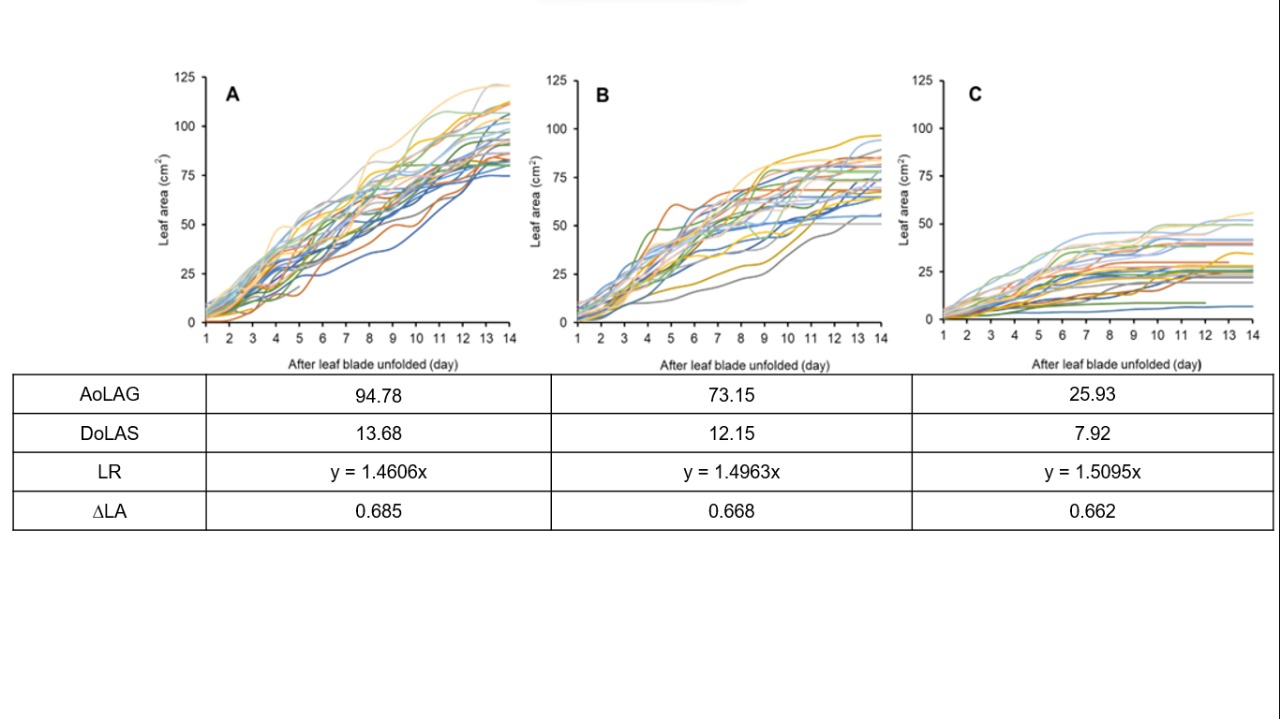 A
B
C
Leaf area (cm²)
125
100
75
50
25
0
1 2 3 4 5 6 7 8 9 10 11 12 13 14
After leaf blade unfolded (day)
Leaf area (cm²)
125
100
75
50
25
0
1 2 3 4 5 6 7 8 9 10 11 12 13 14
After leaf blade unfolded (day)
Leaf area (cm²)
125
100
75
50
25
0
1 2 3 4 5 6 7 8 9 10 11 12 13 14
After leaf blade unfolded (day)
AoLAG 94.78 73.15 25.93
DoLAS 13.68 12.15 7.92
LR y = 1.4606x y = 1.4963x y = 1.5095x
∆LA 0.685 0.668 0.662